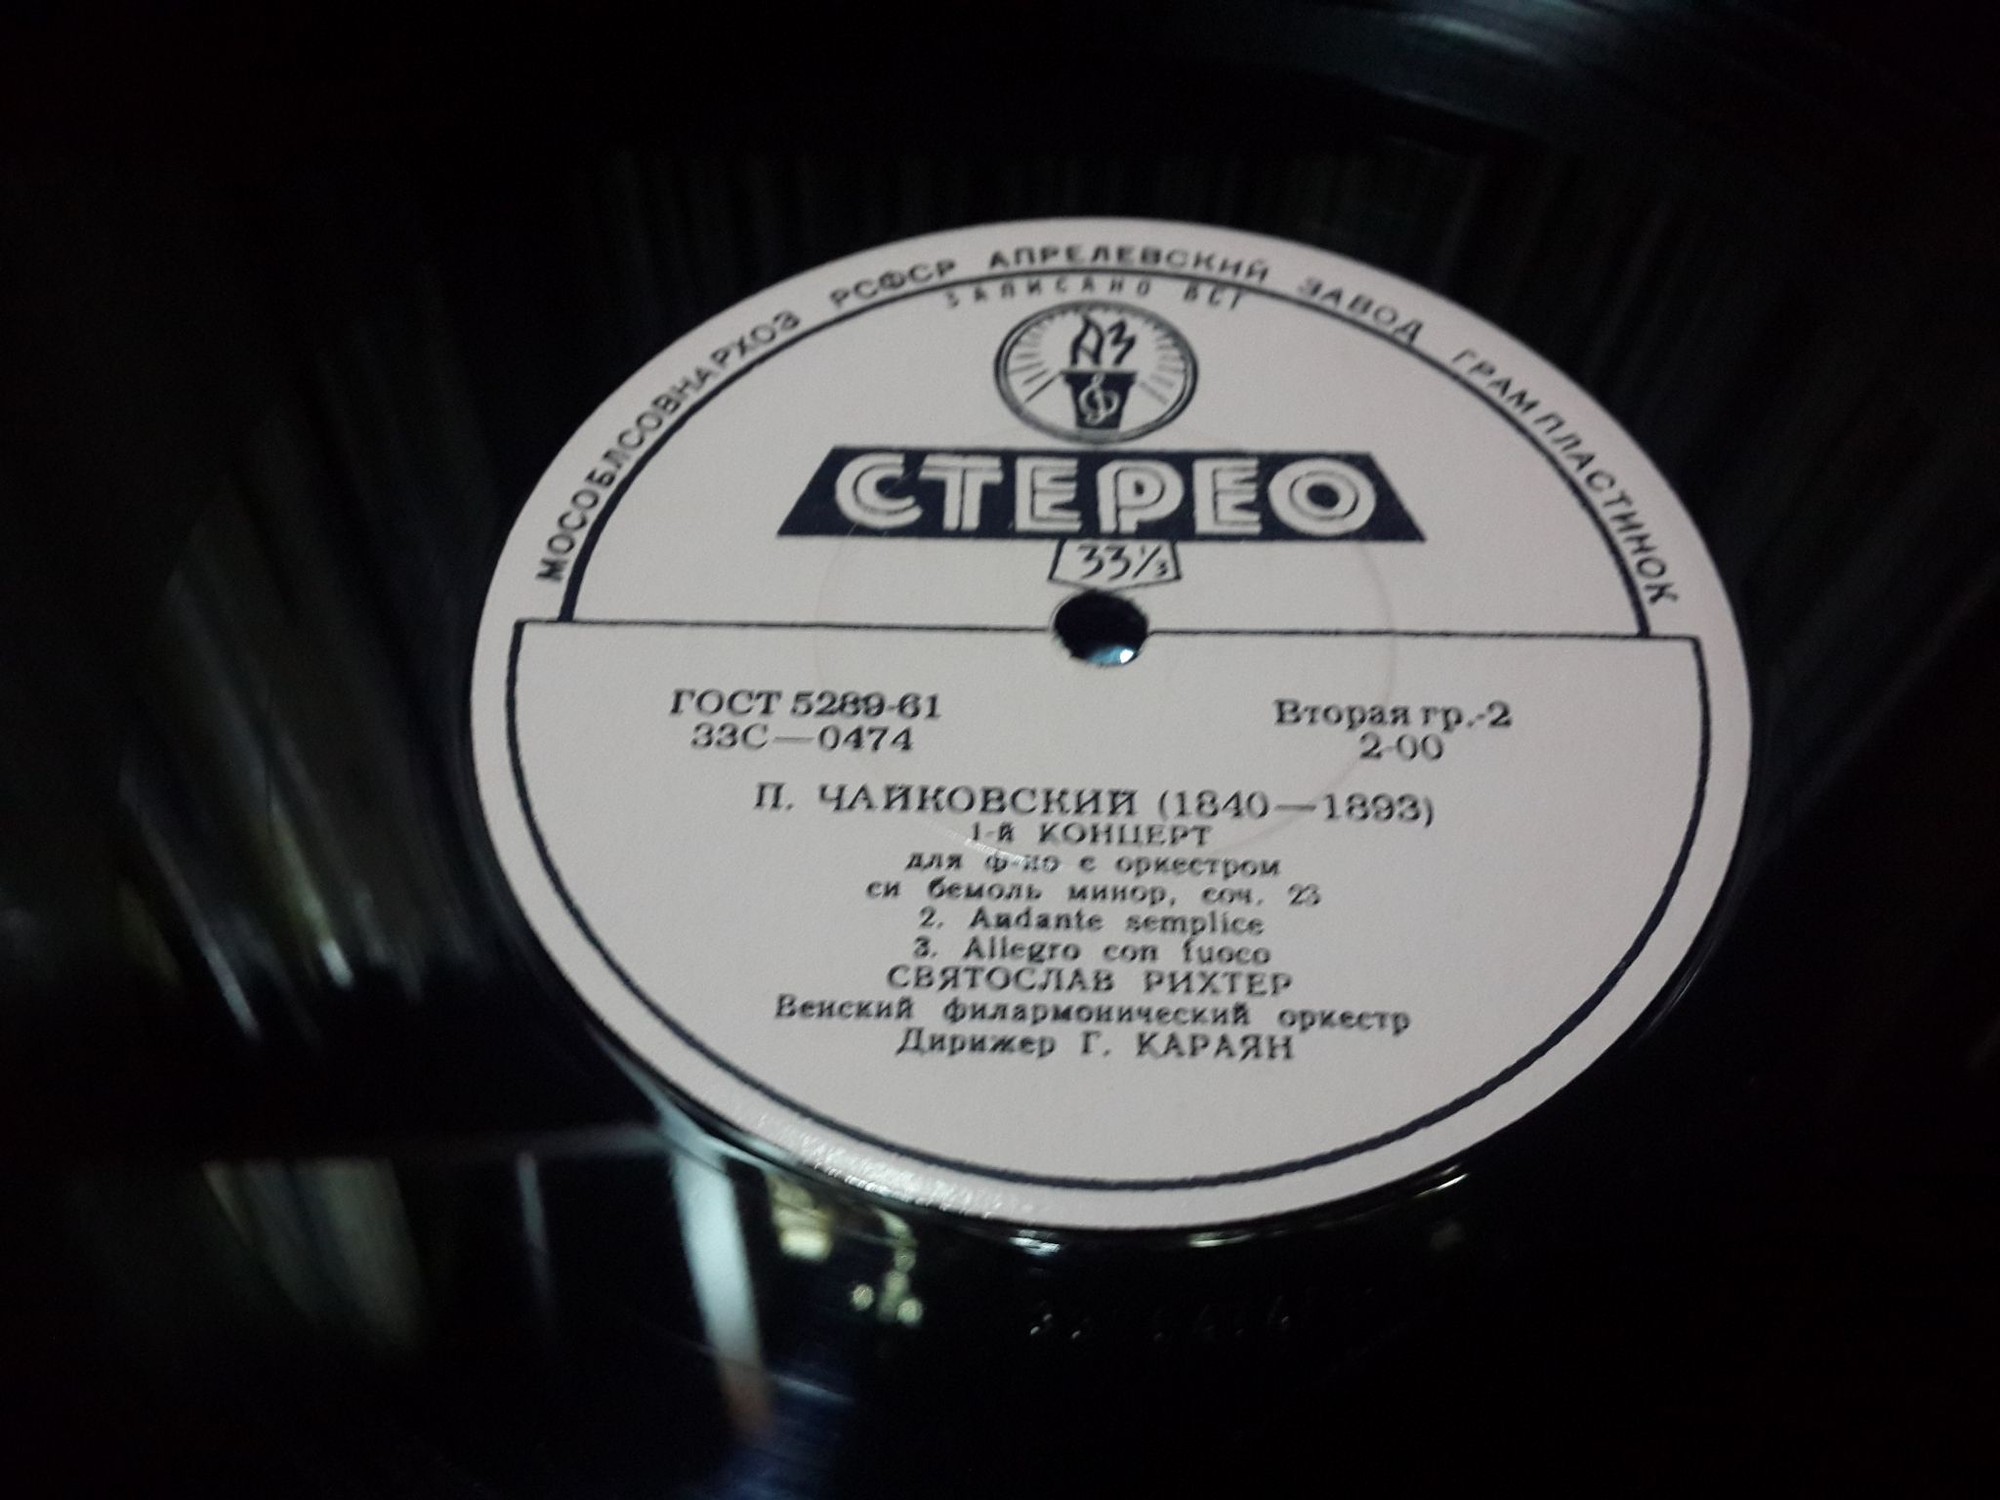 МОСОБЛСОВНАРХОЗ РСФСР АПРЕЛЕВСКИЙ ЗАВОД ГРАМПЛАСТИНОК
ЗАПИСАНО ВСГ
АЗ
СТЕРЕО
33⅓
ГОСТ 5289-61
Вторая гр.-2
33С—0474
2-00
П. ЧАЙКОВСКИЙ (1840—1893)
1-й КОНЦЕРТ
для ф-но с оркестром
си бемоль минор, соч. 23
2. Andante semplice
3. Allegro con fuoco
СВЯТОСЛАВ РИХТЕР
Венский филармонический оркестр
Дирижер Г. КАРАЯН